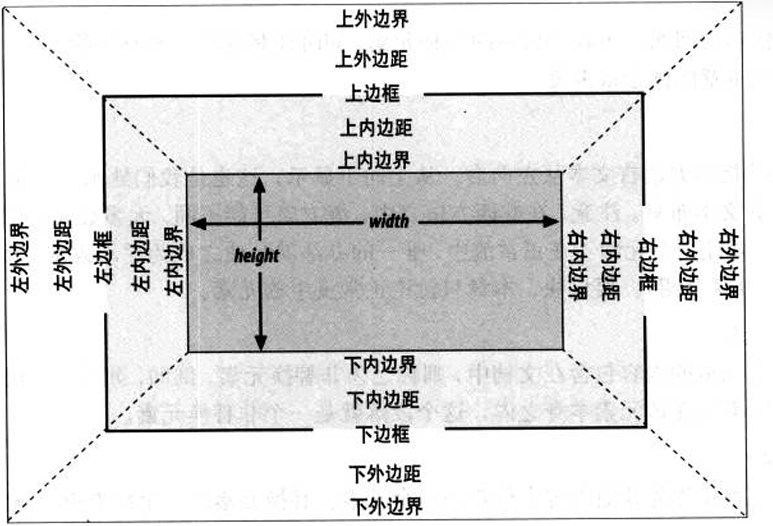 上外边界
上外边距
上边框
上内边距
上内边界
左外边界
左外边距
左边框
左内边距
左内边界
width
height
右内边界
右内边距
右边框
右外边距
右外边界
下内边界
下内边距
下边框
下外边距
下外边界